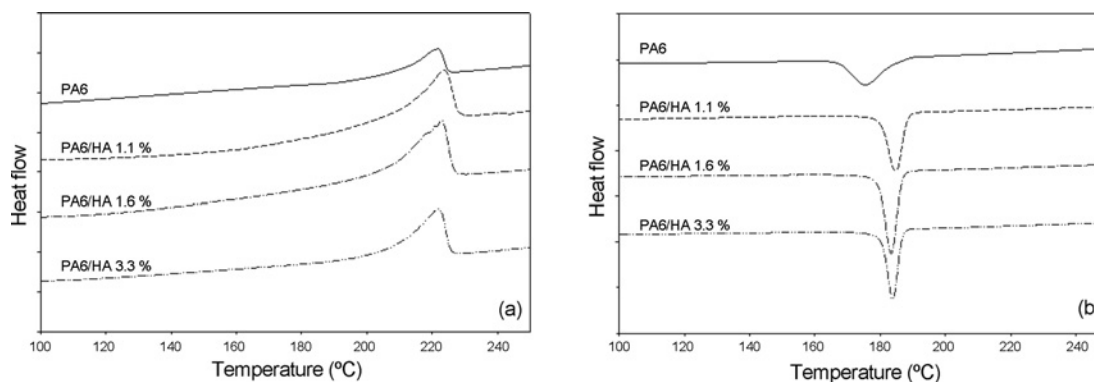 PA6
PA6/HA 1.1 %
PA6/HA 1.6 %
PA6/HA 3.3 %
(a)
Heat flow
100 120 140 160 180 200 220 240
Temperature (ºC)
PA6
PA6/HA 1.1 %
PA6/HA 1.6 %
PA6/HA 3.3 %
(b)
Heat flow
100 120 140 160 180 200 220 240
Temperature (ºC)